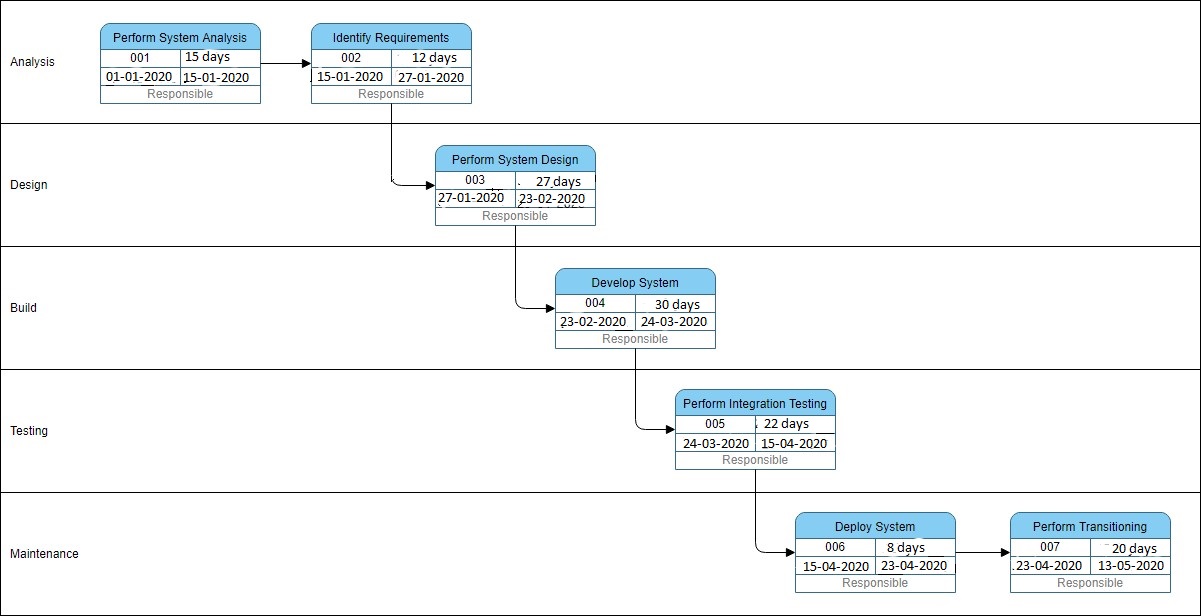 Analysis
Perform System Analysis
001 15 days
01-01-2020 15-01-2020
Responsible
Identify Requirements
002 12 days
15-01-2020 27-01-2020
Responsible
Design
Perform System Design
003 27 days
27-01-2020 23-02-2020
Responsible
Build
Develop System
004 30 days
23-02-2020 24-03-2020
Responsible
Testing
Perform Integration Testing
005 22 days
24-03-2020 15-04-2020
Responsible
Maintenance
Deploy System
006 8 days
15-04-2020 23-04-2020
Responsible
Perform Transitioning
007 20 days
23-04-2020 13-05-2020
Responsible